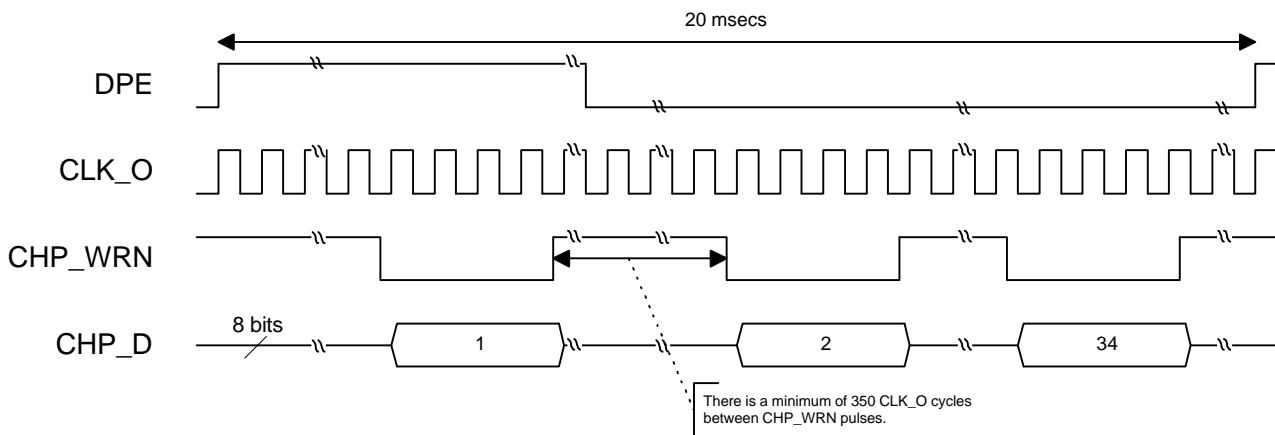 20 msecs
DPE
CLK_O
CHP_WRN
8 bits
CHP_D
1
2
34
There is a minimum of 350 CLK_O cycles
between CHP_WRN pulses.